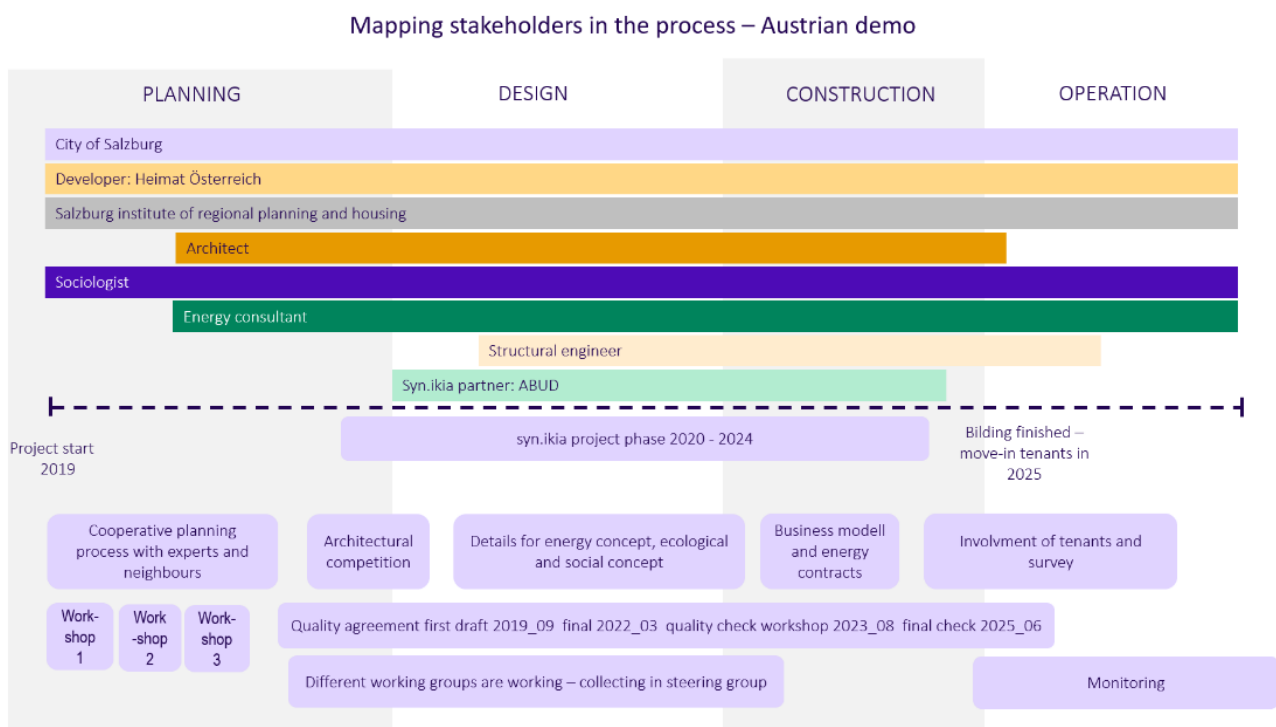 Mapping stakeholders in the process – Austrian demo
PLANNING
DESIGN
CONSTRUCTION
OPERATION
City of Salzburg
Developer: Heimat Österreich
Salzburg institute of regional planning and housing
Architect
Sociologist
Energy consultant
Structural engineer
Syn.ikia partner: ABUD
Project start
2019
syn.ikia project phase 2020 - 2024
Bilding finished –
move-in tenants in
2025
Cooperative planning
process with experts and
neighbours
Architectural
competition
Details for energy concept, ecological
and social concept
Business modell
and energy
contracts
Involvment of tenants and
survey
Work-
shop
1
Work
-shop
2
Work-
shop
3
Quality agreement first draft 2019_09 final 2022_03 quality check workshop 2023_08 final check 2025_06
Different working groups are working – collecting in steering group
Monitoring